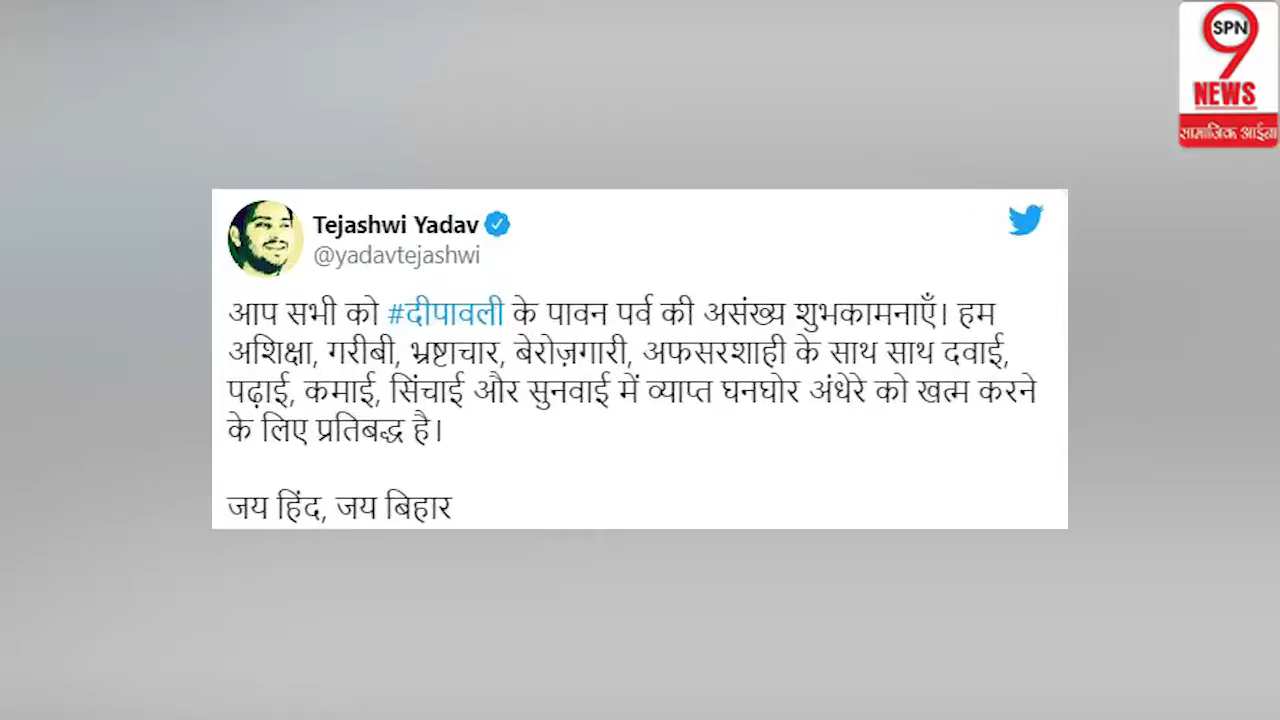 SPN
9
NEWS
सामाजिक आईना
Tejashwi Yadav
@yadavtejashwi
आप सभी को #दीपावली के पावन पर्व की असंख्य शुभकामनाएँ। हम
अशिक्षा, गरीबी, भ्रष्टाचार, बेरोज़गारी, अफसरशाही के साथ साथ दवाई,
पढ़ाई, कमाई, सिंचाई और सुनवाई में व्याप्त घनघोर अंधेरे को खत्म करने
के लिए प्रतिबद्ध है।
जय हिंद, जय बिहार